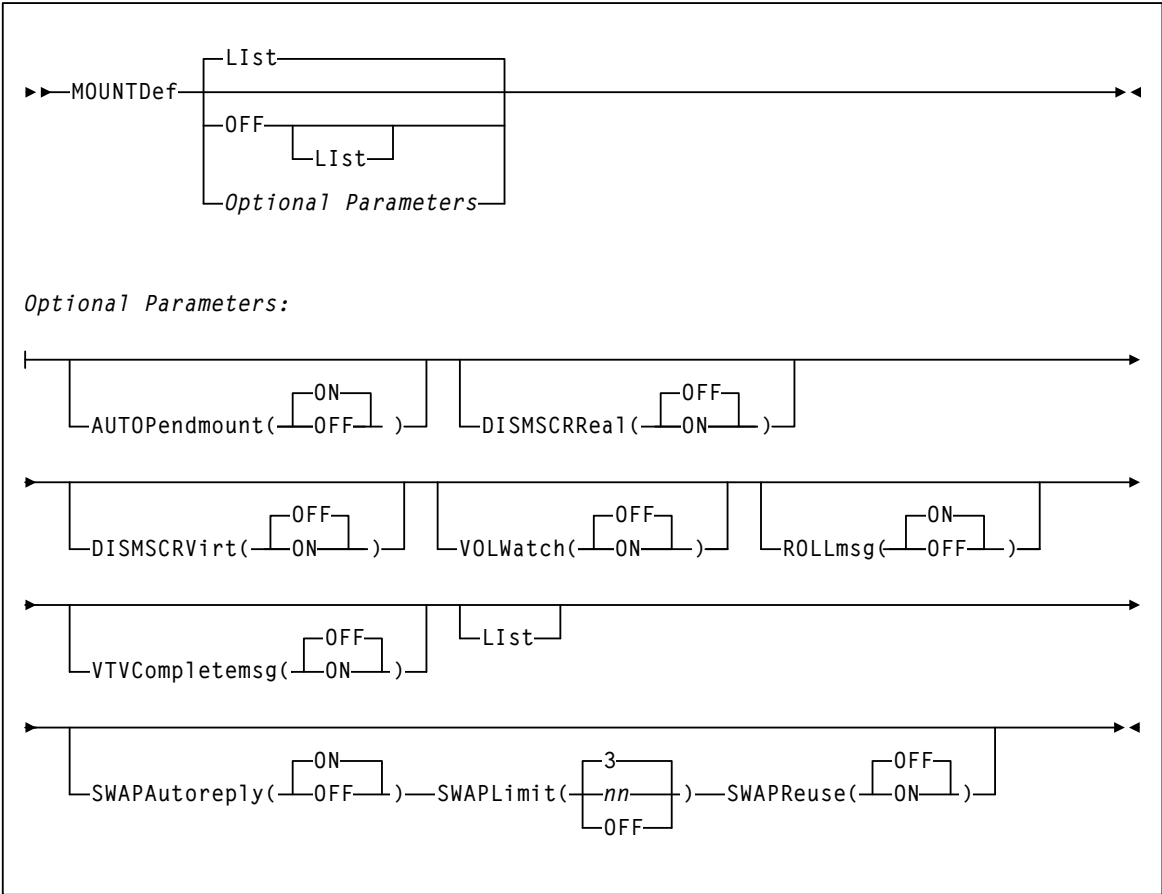 LIst
MOUNTDef
OFF
LIst
Optional Parameters
Optional Parameters:
ON
AUTOPendmount( OFF )
OFF
DISMSCRReal( ON )
OFF
DISMSCRVirt( ON )
OFF
VOLWatch( ON )
ON
ROLLmsg( OFF )
OFF
VTVCompletemsg( ON )
LIst
ON
SWAPAutoreply( OFF )
3
SWAPLimit( nn )
OFF
OFF
SWAPReuse( ON )